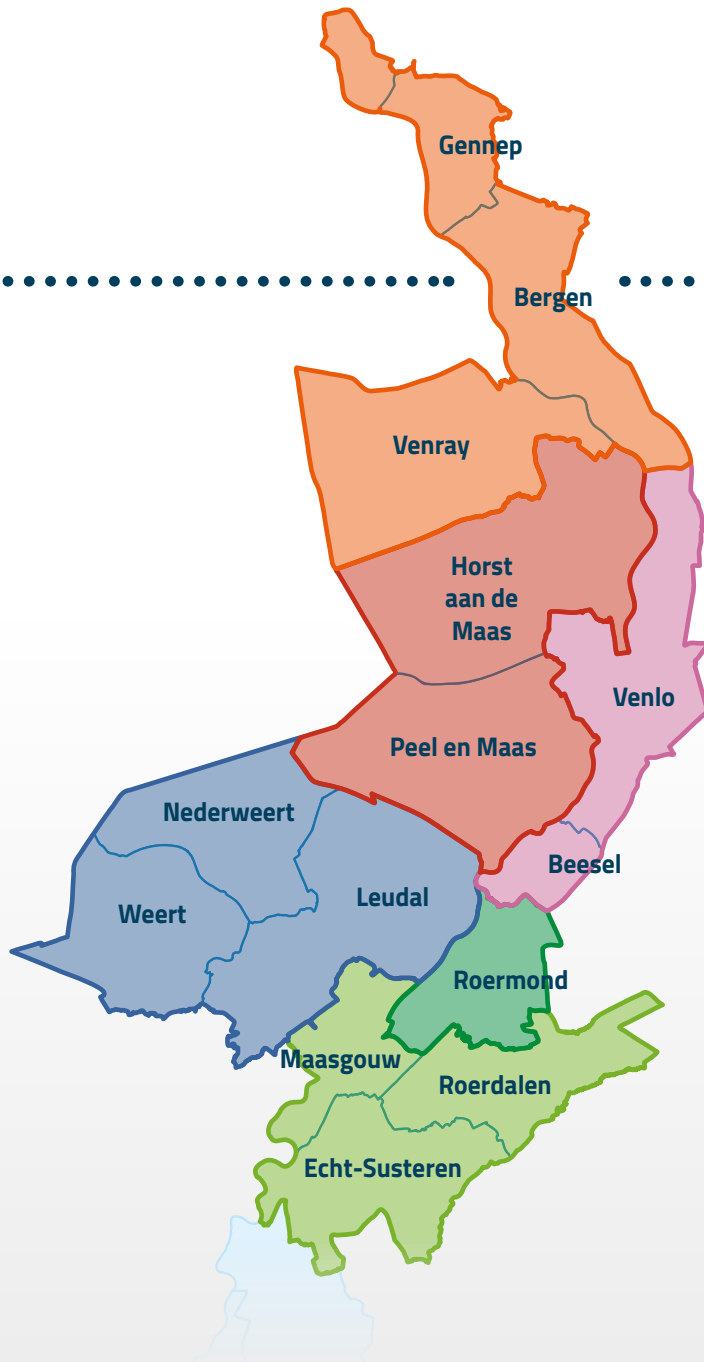 Gennep
Bergen
Venray
Horst
aan de
Maas
Venlo
Peel en Maas
Nederweert
Beesel
Leudal
Weert
Roermond
Maasgouw
Roerdalen
Echt-Susteren